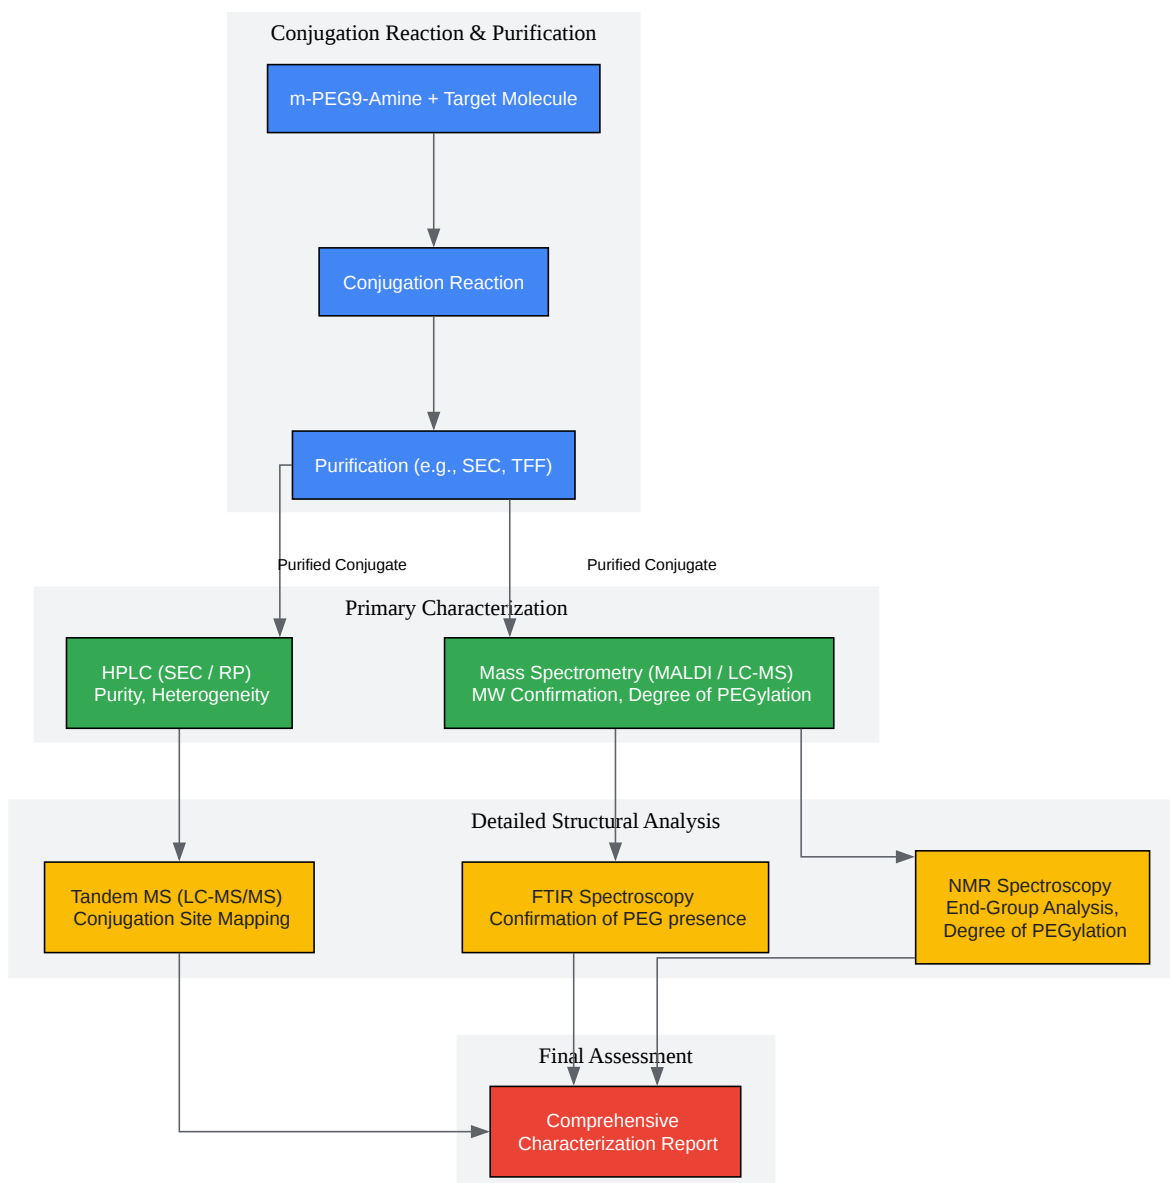 Conjugation Reaction & Purification
m-PEG9-Amine + Target Molecule
Conjugation Reaction
Purification (e.g., SEC, TFF)
Purified Conjugate
Purified Conjugate
Primary Characterization
HPLC (SEC / RP)
Purity, Heterogeneity
Mass Spectrometry (MALDI / LC-MS)
MW Confirmation, Degree of PEGylation
Detailed Structural Analysis
Tandem MS (LC-MS/MS)
Conjugation Site Mapping
FTIR Spectroscopy
Confirmation of PEG presence
NMR Spectroscopy
End-Group Analysis,
Degree of PEGylation
Final Assessment
Comprehensive
Characterization Report